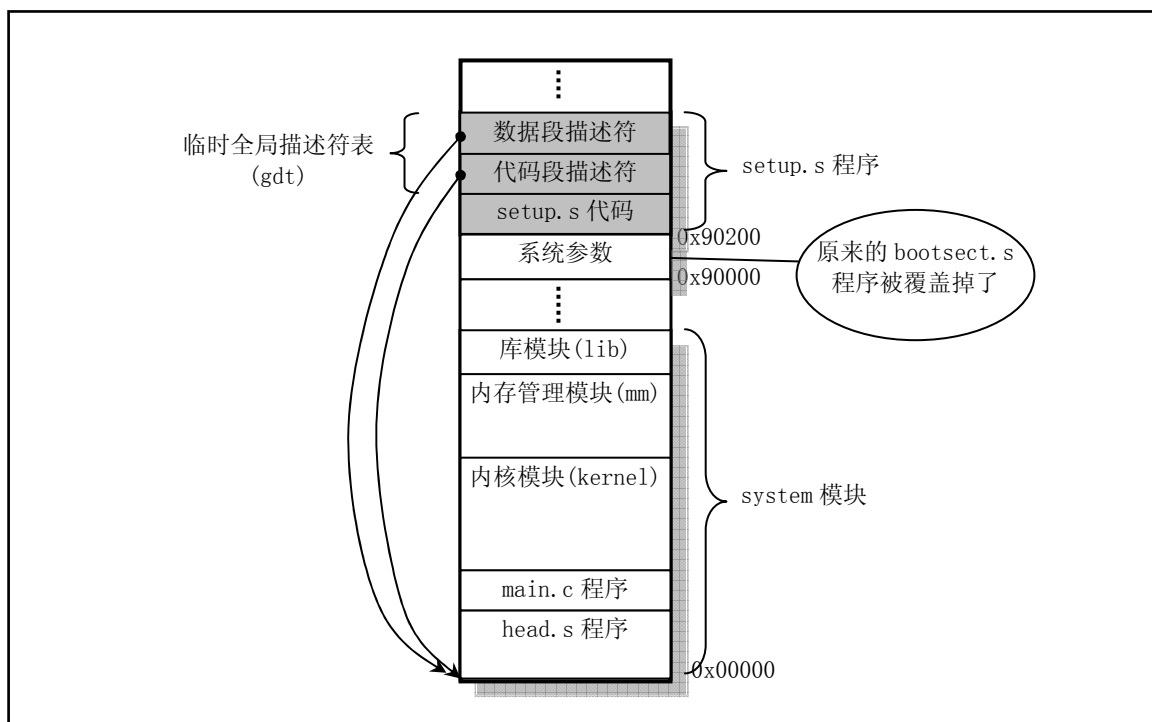 数据段描述符
临时全局描述符表
(gdt)
代码段描述符
setup.s 程序
setup.s 代码
0x90200
系统参数
0x90000
原来的 bootsect.s
程序被覆盖掉了
库模块(lib)
内存管理模块(mm)
内核模块(kernel)
system 模块
main.c 程序
head.s 程序
0x00000